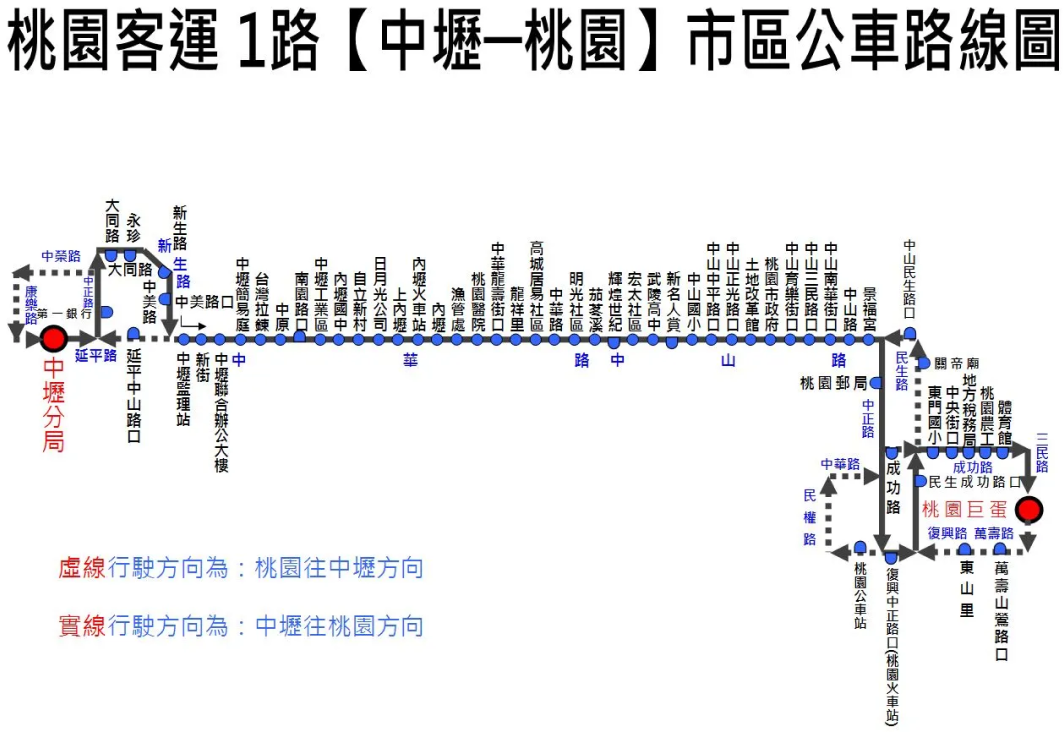 桃園客運 1路【中壢─桃園】市區公車路線圖
大同路
永珍
新生路
新生路
中榮路
大同路
中正路
康樂路
第一銀行
中美路
中美路口
延平路
中壢分局
延平中山路口
中壢監理站
新街
中壢聯合辦公大樓
中壢簡易庭
台灣拉鍊
中原
南園路口
中壢工業區
內壢國中
自立新村
日月光公司
上內壢
內壢火車站
內壢
漁管處
桃園醫院
中華龍壽街口
龍祥里
高城居易社區
中華路
明光社區
茄苳溪
輝煌世紀
宏太社區
武陵高中
新名人賞
中山國小
中山中平路口
中山正光路口
土地改革館
桃園市政府
中山育樂街口
中山三民路口
中山南華街口
中山路
景福宮
中華路
中山路
中山民生路口
民生路
關帝廟
桃園郵局
中正路
東門國小
中央街口
地方稅務局
桃園農工
體育館
三民路
成功路
成功路
民生成功路口
中華路
民權路
桃園巨蛋
復興路
萬壽路
桃園公車站
復興中正路口(桃園火車站)
東山里
萬壽山鶯路口
虛線行駛方向為：桃園往中壢方向
實線行駛方向為：中壢往桃園方向